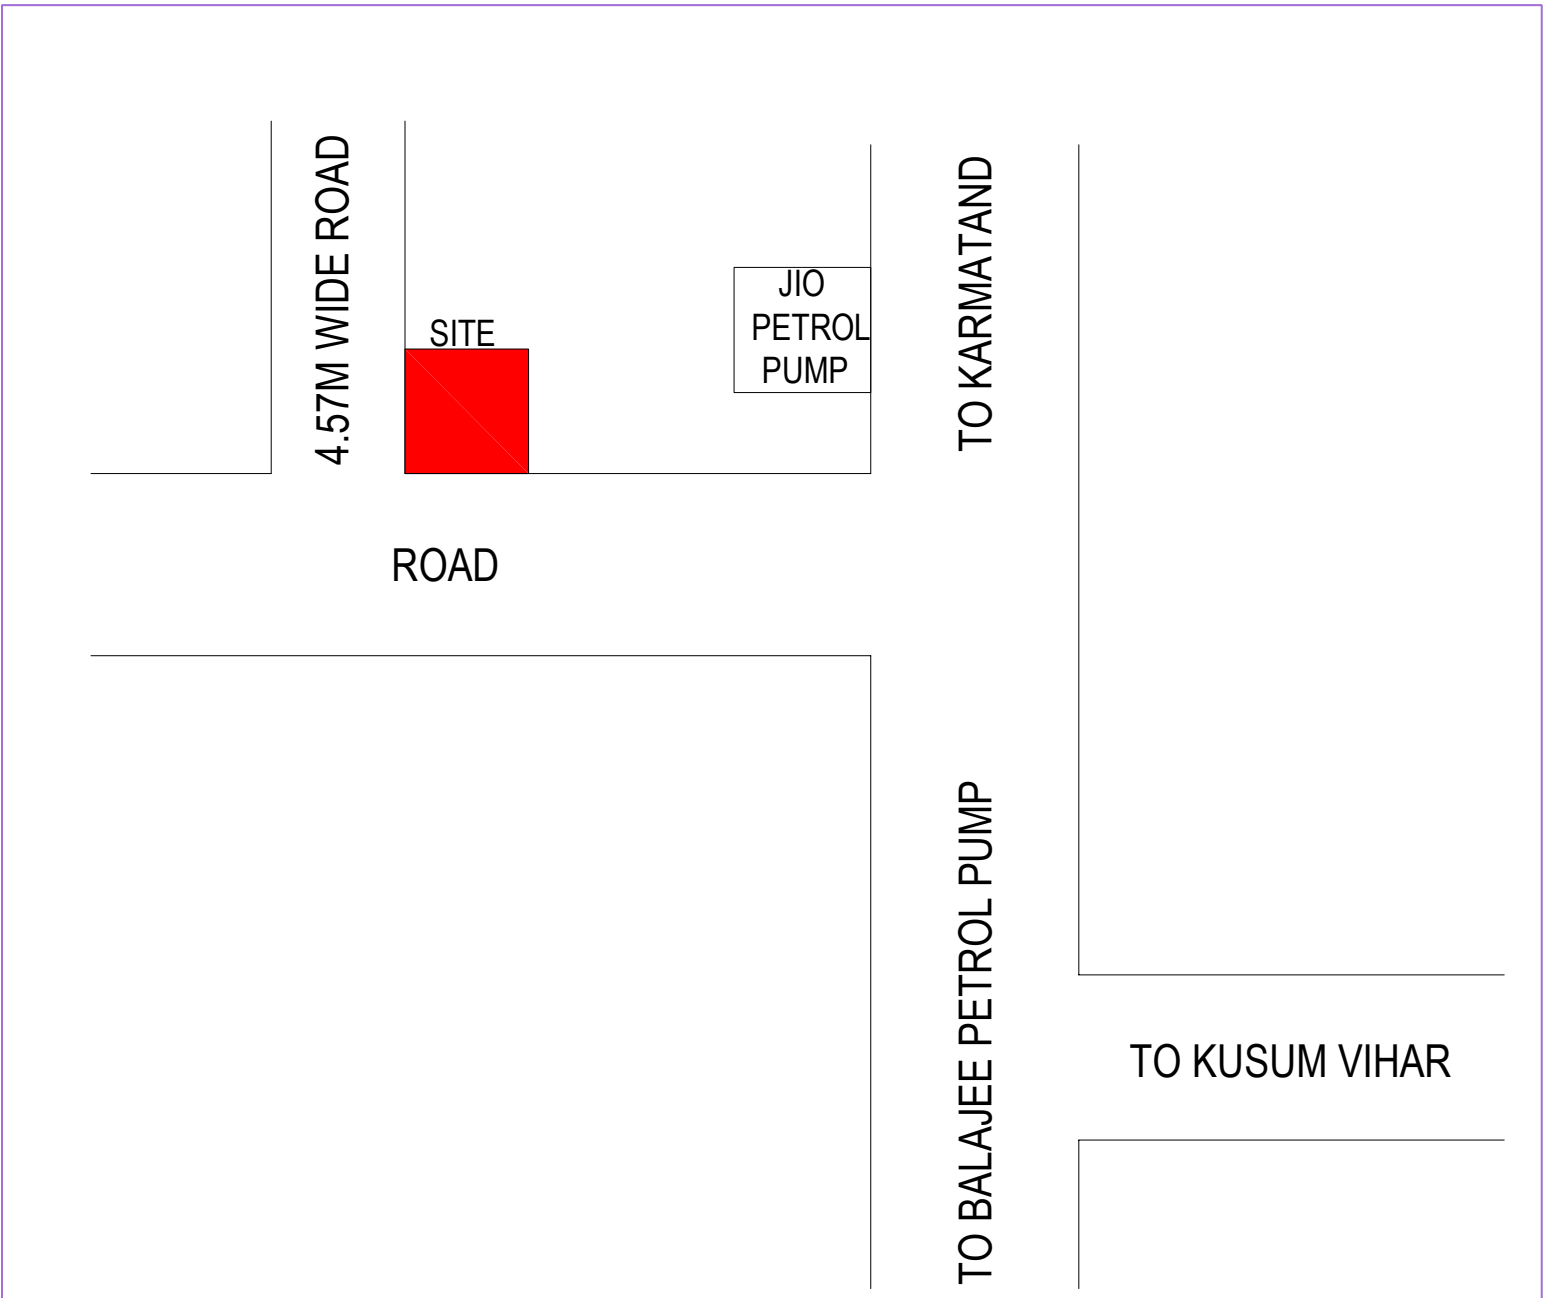 4.57M WIDE ROAD
SITE
JIO
PETROL
PUMP
TO KARMATAND
ROAD
TO BALAJEE PETROL PUMP
TO KUSUM VIHAR